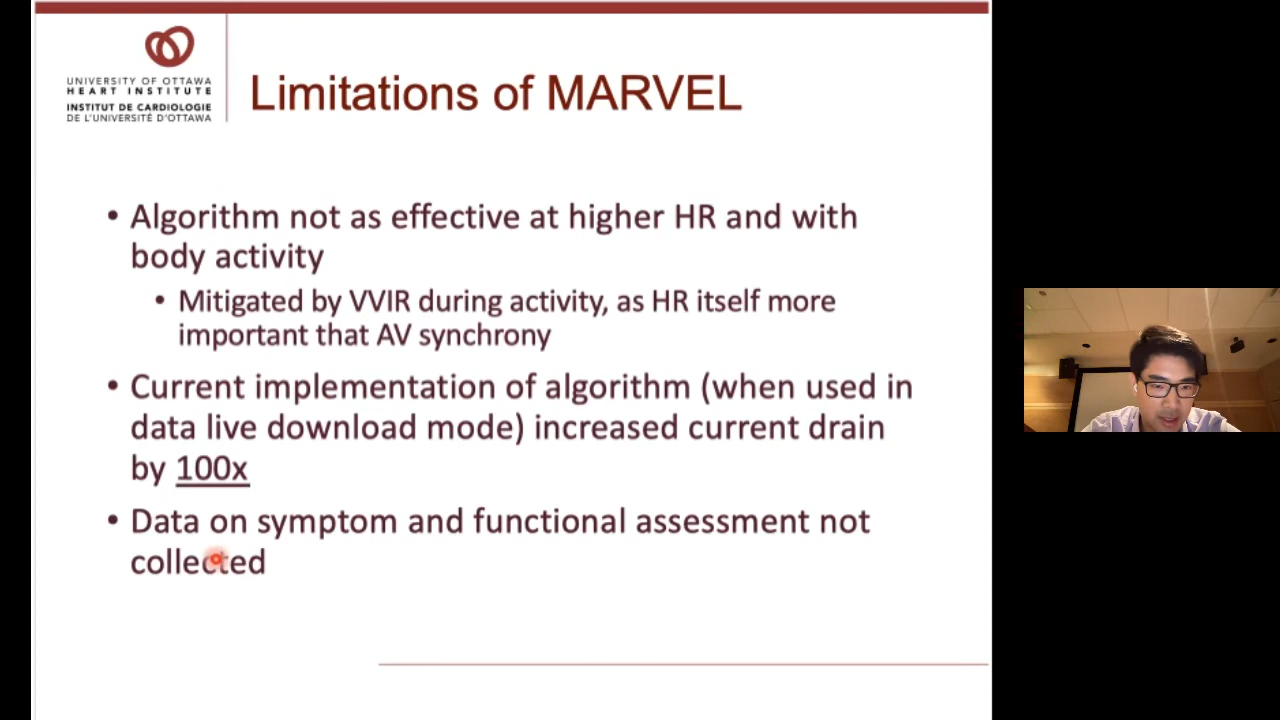 UNIVERSITY OF OTTAWA
HEART INSTITUTE
INSTITUT DE CARDIOLOGIE
DE L'UNIVERSITÉ D'OTTAWA
Limitations of MARVEL
• Algorithm not as effective at higher HR and with
body activity
• Mitigated by VVIR during activity, as HR itself more
important that AV synchrony
• Current implementation of algorithm (when used in
data live download mode) increased current drain
by 100x
• Data on symptom and functional assessment not
collected